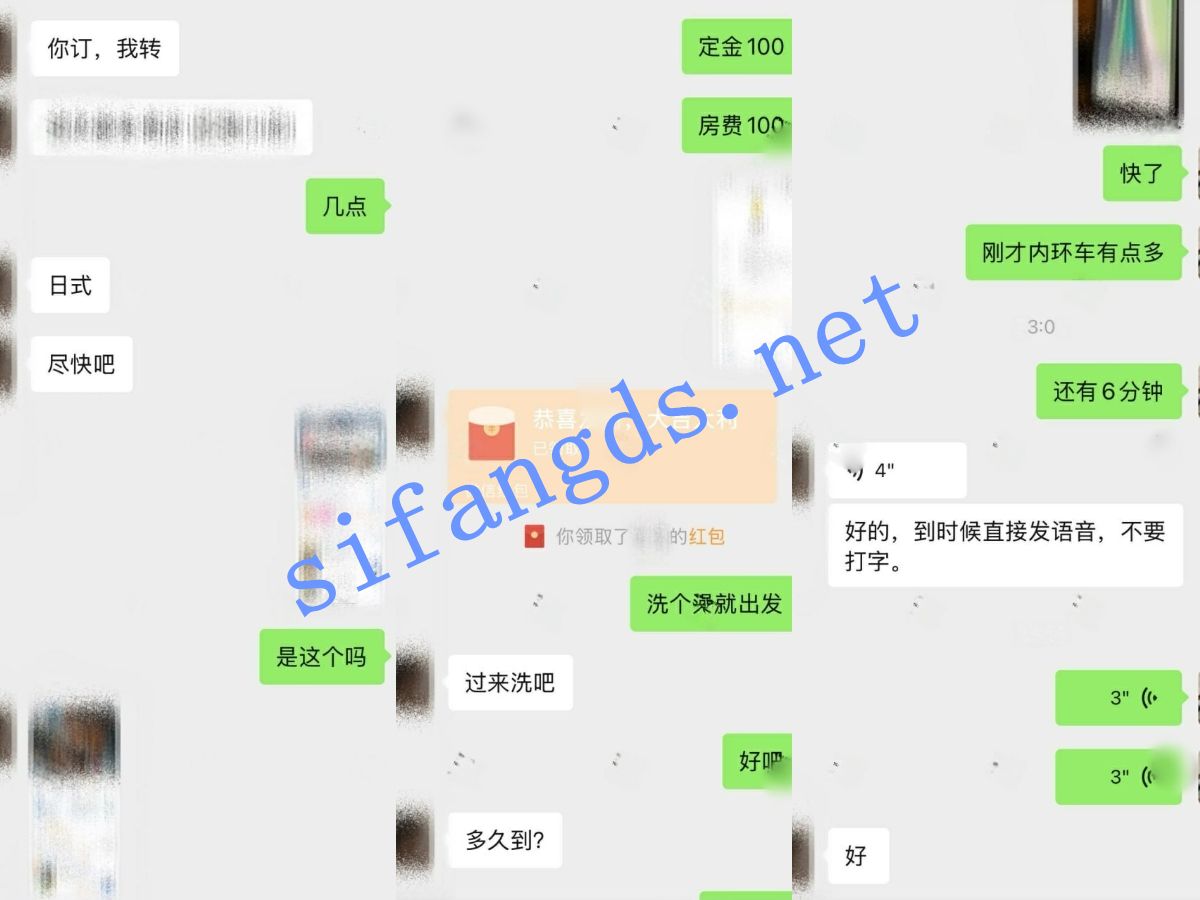 你订，我转
几点
日式
尽快吧
是这个吗
定金100
房费100
恭喜
大吉大利
你领取了
的红包
洗个澡就出发
过来洗吧
好吧
多久到?
快了
刚才内环车有点多
3:0
还有6分钟
4"
好的，到时候直接发语音，不要
打字。
3"
3"
好
sifangds.net